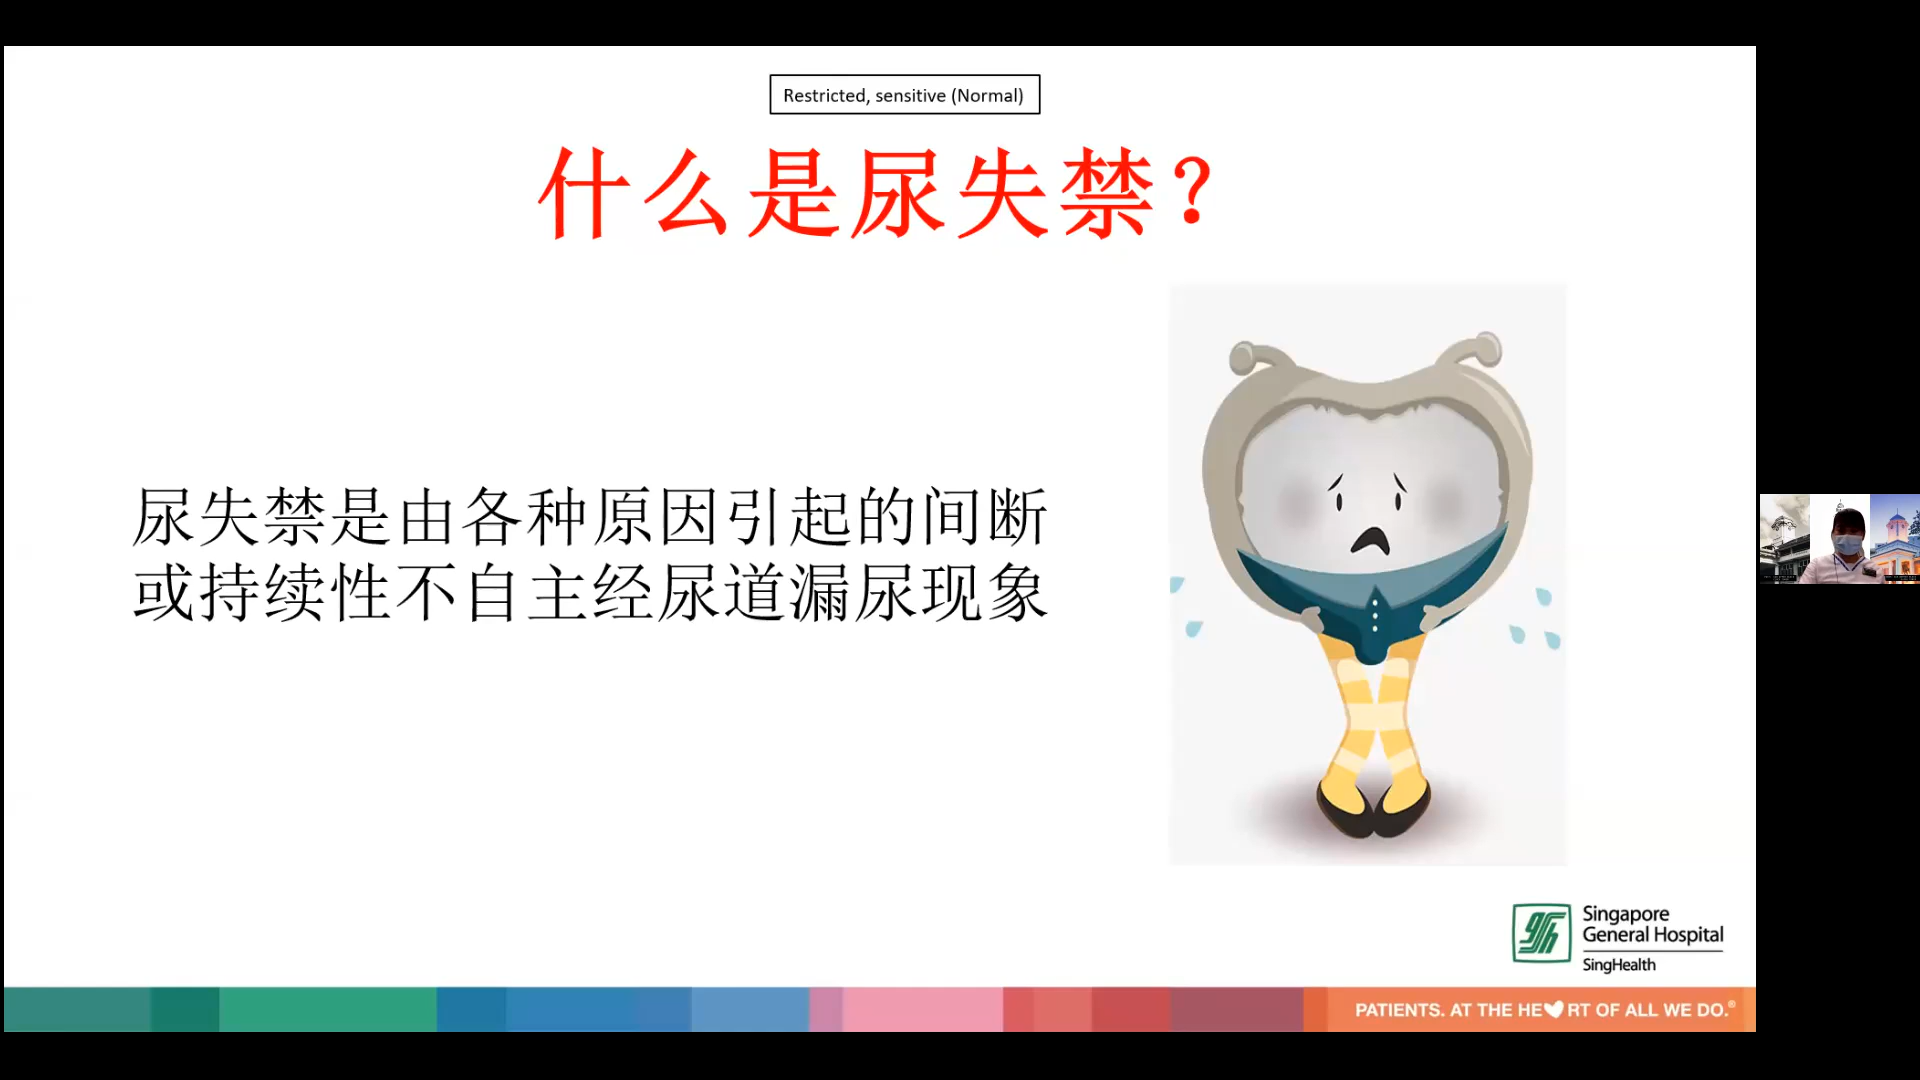 Restricted, sensitive (Normal)
什么是尿失禁？
尿失禁是由各种原因引起的间断
或持续性不自主经尿道漏尿现象
Singapore
General Hospital
SingHealth
PATIENTS. AT THE HE RT OF ALL WE DO.®